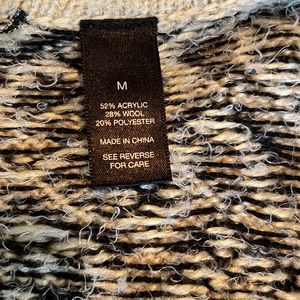 M
52% ACRYLIC
28% WOOL
20% POLYESTER
MADE IN CHINA
SEE REVERSE
FOR CARE